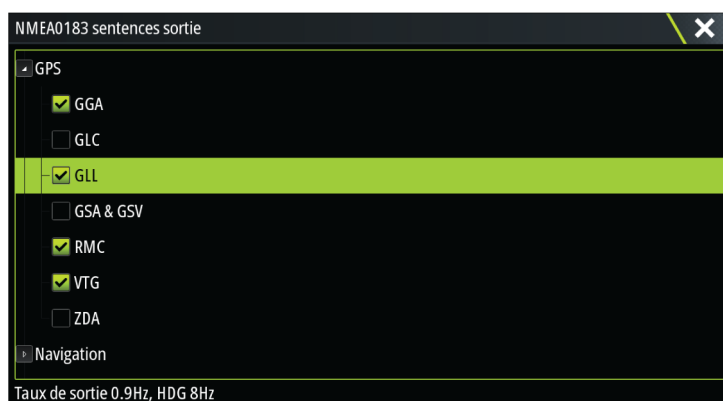 NMEA0183 sentences sortie
GPS
GGA
GLC
GLL
GSA & GSV
RMC
VTG
ZDA
Navigation
Taux de sortie 0.9Hz, HDG 8Hz